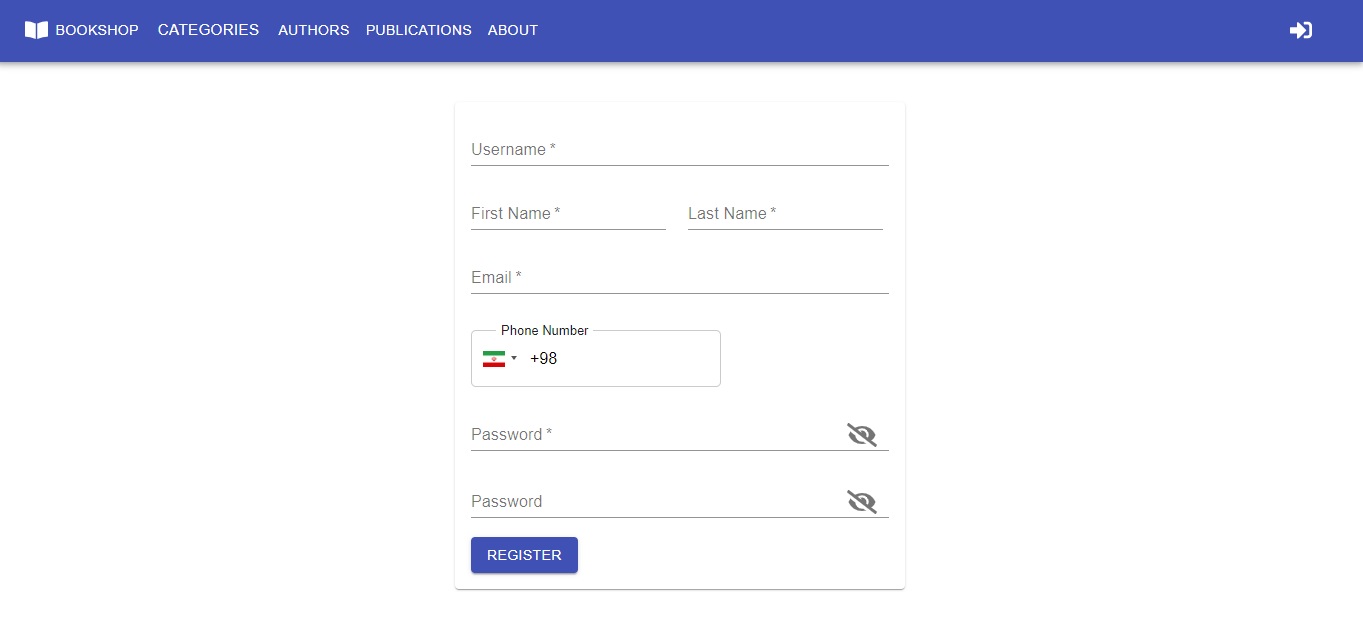 BOOKSHOP CATEGORIES AUTHORS PUBLICATIONS ABOUT
Username *
First Name * Last Name *
Email *
Phone Number
+98
Password *
Password
REGISTER